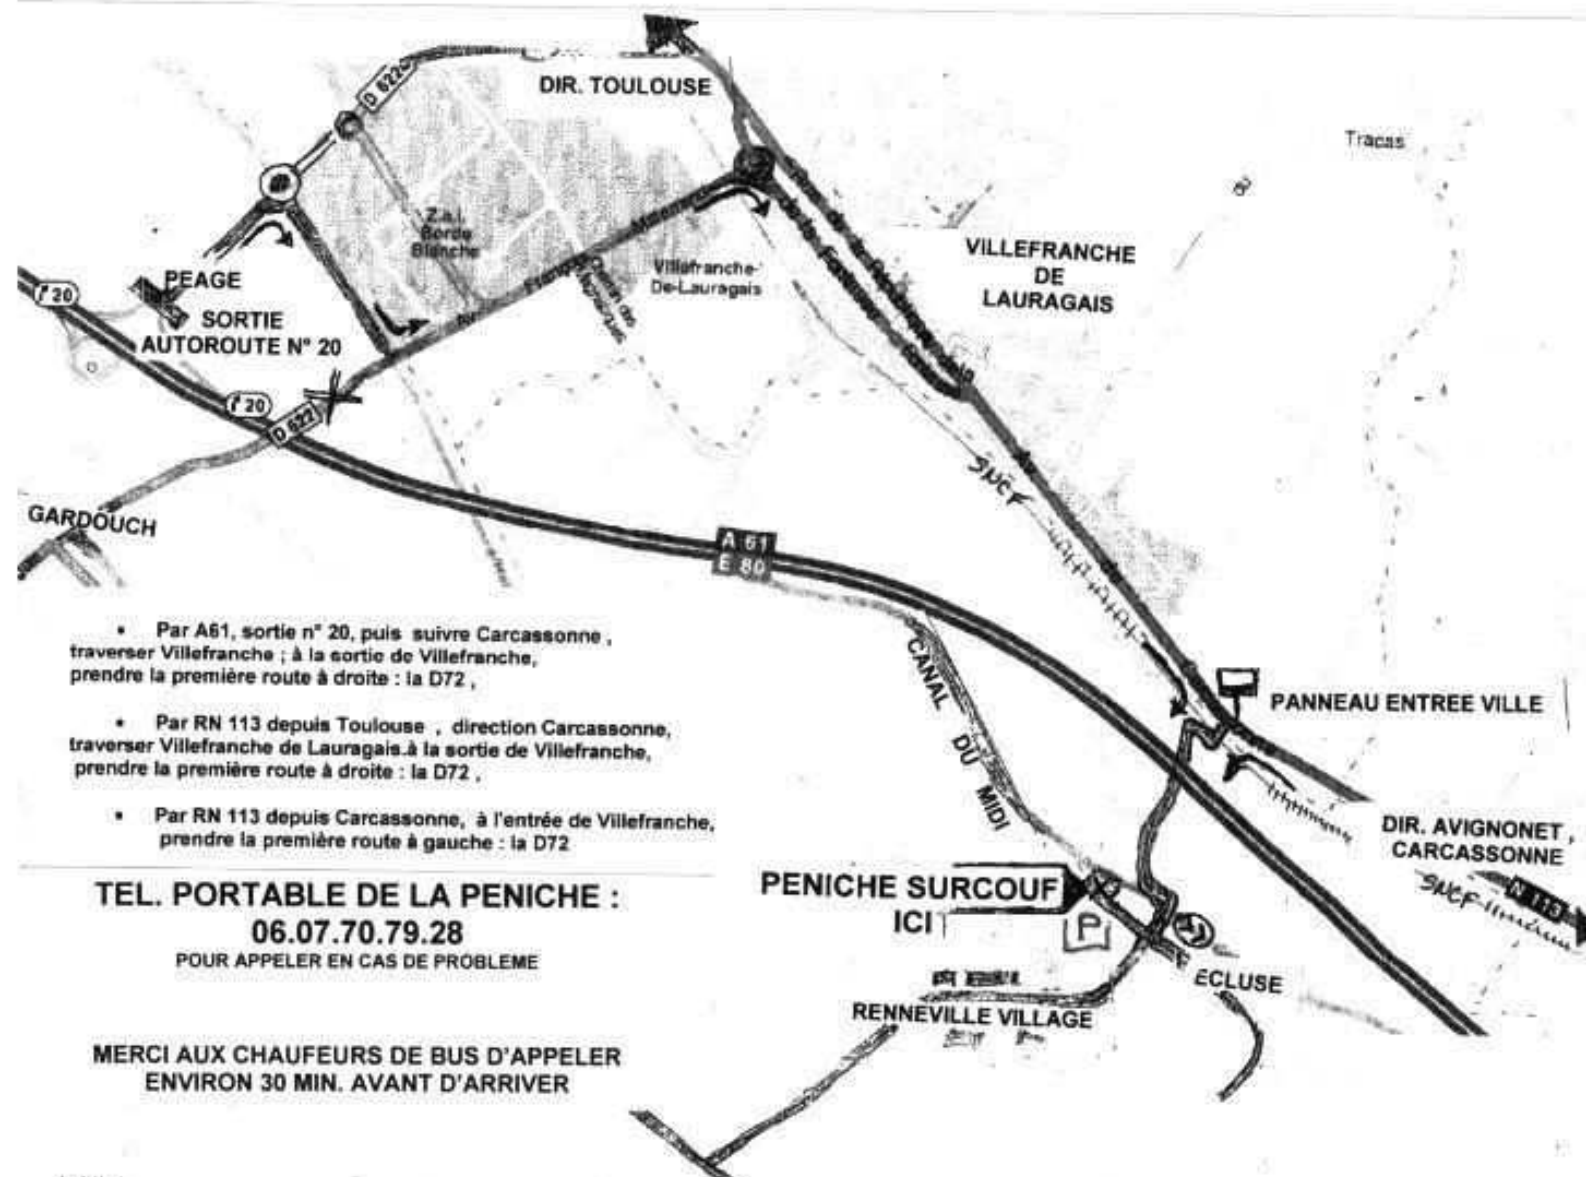 D 622
DIR. TOULOUSE
Tracas
Z.a.i.
Borde
Blanche
VILLEFRANCHE
DE
LAURAGAIS
Villefranche-
De-Lauragais
PEAGE
20
SORTIE
AUTOROUTE N° 20
20
D 622
Av.
Chemin des
SNCF
GARDOUCH
A 61
E 80
• Par A61, sortie n° 20, puis suivre Carcassonne ,
traverser Villefranche ; à la sortie de Villefranche,
prendre la première route à droite : la D72 ,
• Par RN 113 depuis Toulouse , direction Carcassonne,
traverser Villefranche de Lauragais.à la sortie de Villefranche,
prendre la première route à droite : la D72 ,
• Par RN 113 depuis Carcassonne, à l'entrée de Villefranche,
prendre la première route à gauche : la D72
CANAL
DU
MIDI
PANNEAU ENTREE VILLE
DIR. AVIGNONET ,
CARCASSONNE
SNCF
N 113
PENICHE SURCOUF
ICI
P
ECLUSE
RENNEVILLE VILLAGE
TEL. PORTABLE DE LA PENICHE :
06.07.70.79.28
POUR APPELER EN CAS DE PROBLEME
MERCI AUX CHAUFEURS DE BUS D'APPELER
ENVIRON 30 MIN. AVANT D'ARRIVER